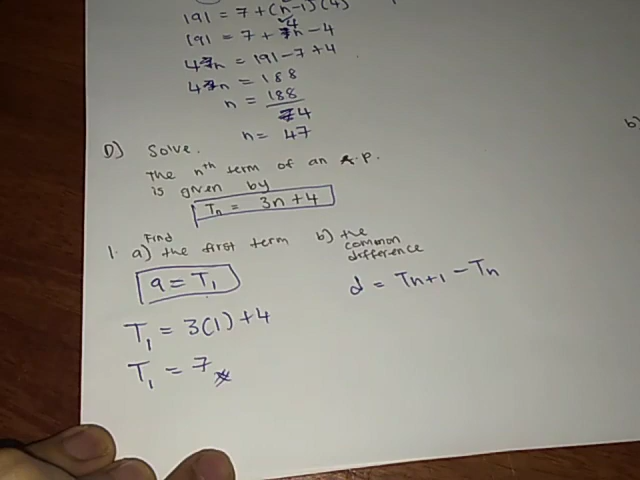 191 = 7 + (n-1)(4)
4
191 = 7 + n - 4
4n = 191 - 7 + 4
4n = 188
n = 188
4
n = 47
D) Solve.
The nth term of an A.P.
is given by
Tn = 3n + 4
Find
1. a) the first term b) the
common
difference
a = T1
d = Tn+1 - Tn
T1 = 3(1) + 4
T1 = 7
b)